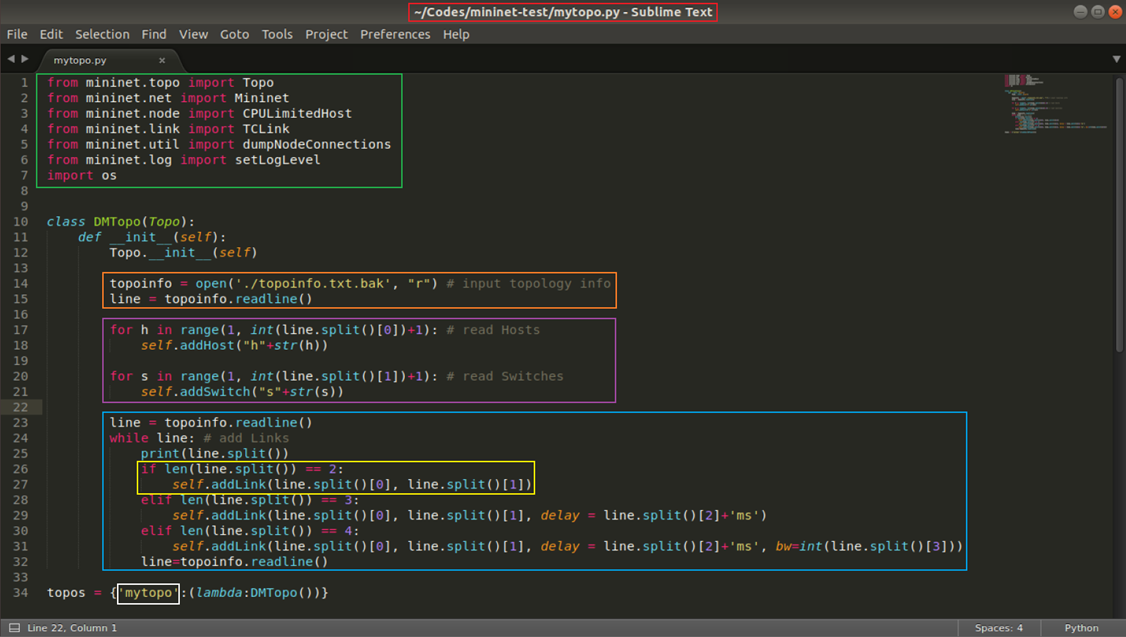 ~/Codes/mininet-test/mytopo.py - Sublime Text
File Edit Selection Find View Goto Tools Project Preferences Help
mytopo.py
1 from mininet.topo import Topo
2 from mininet.net import Mininet
3 from mininet.node import CPULimitedHost
4 from mininet.link import TCLink
5 from mininet.util import dumpNodeConnections
6 from mininet.log import setLogLevel
7 import os
8
9
10 class DMTopo(Topo):
11     def __init__(self):
12         Topo.__init__(self)
13
14         topoinfo = open('./topoinfo.txt.bak', "r") # input topology info
15         line = topoinfo.readline()
16
17         for h in range(1, int(line.split()[0])+1): # read Hosts
18             self.addHost("h"+str(h))
19
20         for s in range(1, int(line.split()[1])+1): # read Switches
21             self.addSwitch("s"+str(s))
22
23         line = topoinfo.readline()
24         while line: # add Links
25             print(line.split())
26             if len(line.split()) == 2:
27                 self.addLink(line.split()[0], line.split()[1])
28             elif len(line.split()) == 3:
29                 self.addLink(line.split()[0], line.split()[1], delay = line.split()[2]+'ms')
30             elif len(line.split()) == 4:
31                 self.addLink(line.split()[0], line.split()[1], delay = line.split()[2]+'ms', bw=int(line.split()[3]))
32             line=topoinfo.readline()
33
34 topos = {'mytopo':(lambda:DMTopo())}
Line 22, Column 1 Spaces: 4 Python